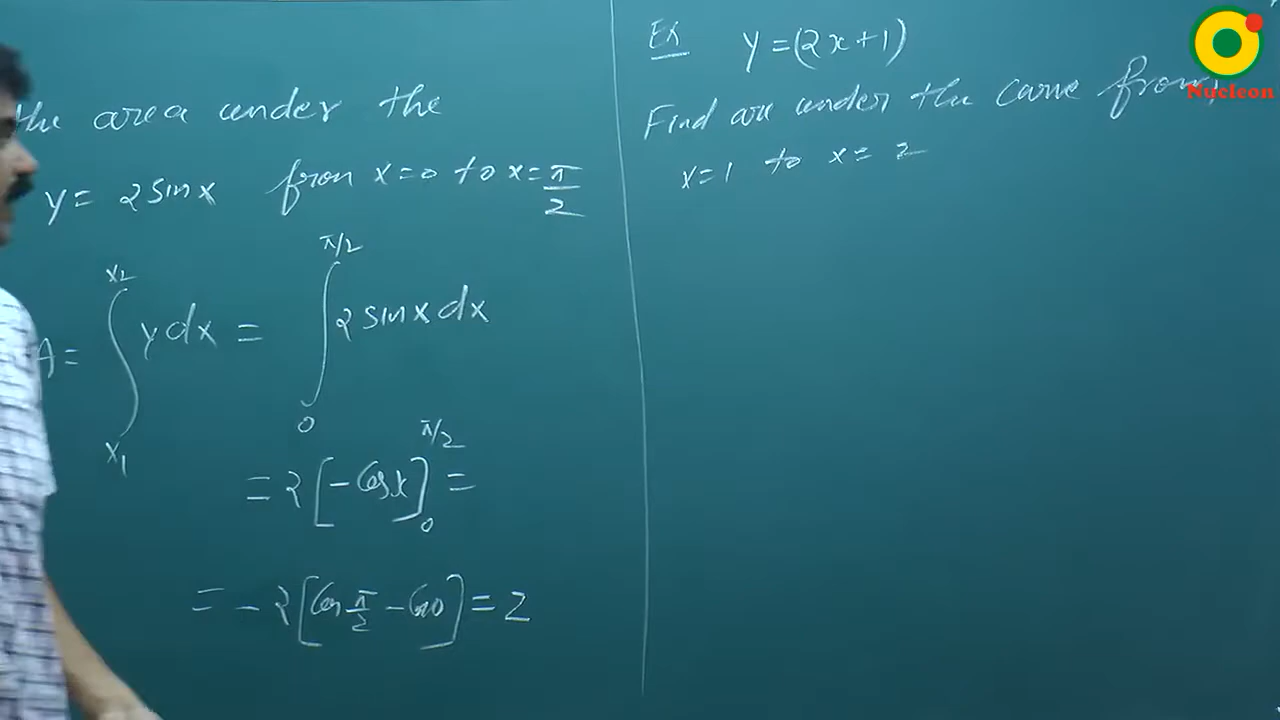 the area under the
y = 2 sin x from x=0 to x = π/2
A = ∫_{x1}^{x2} y dx = ∫_{0}^{π/2} 2 sin x dx
= 2 [- Cos x]_{0}^{π/2} =
= - 2 [Cos π/2 - Cos 0] = 2
Ex y = (2x+1)
Find are under the curve from
x=1 to x= 2
Nucleon